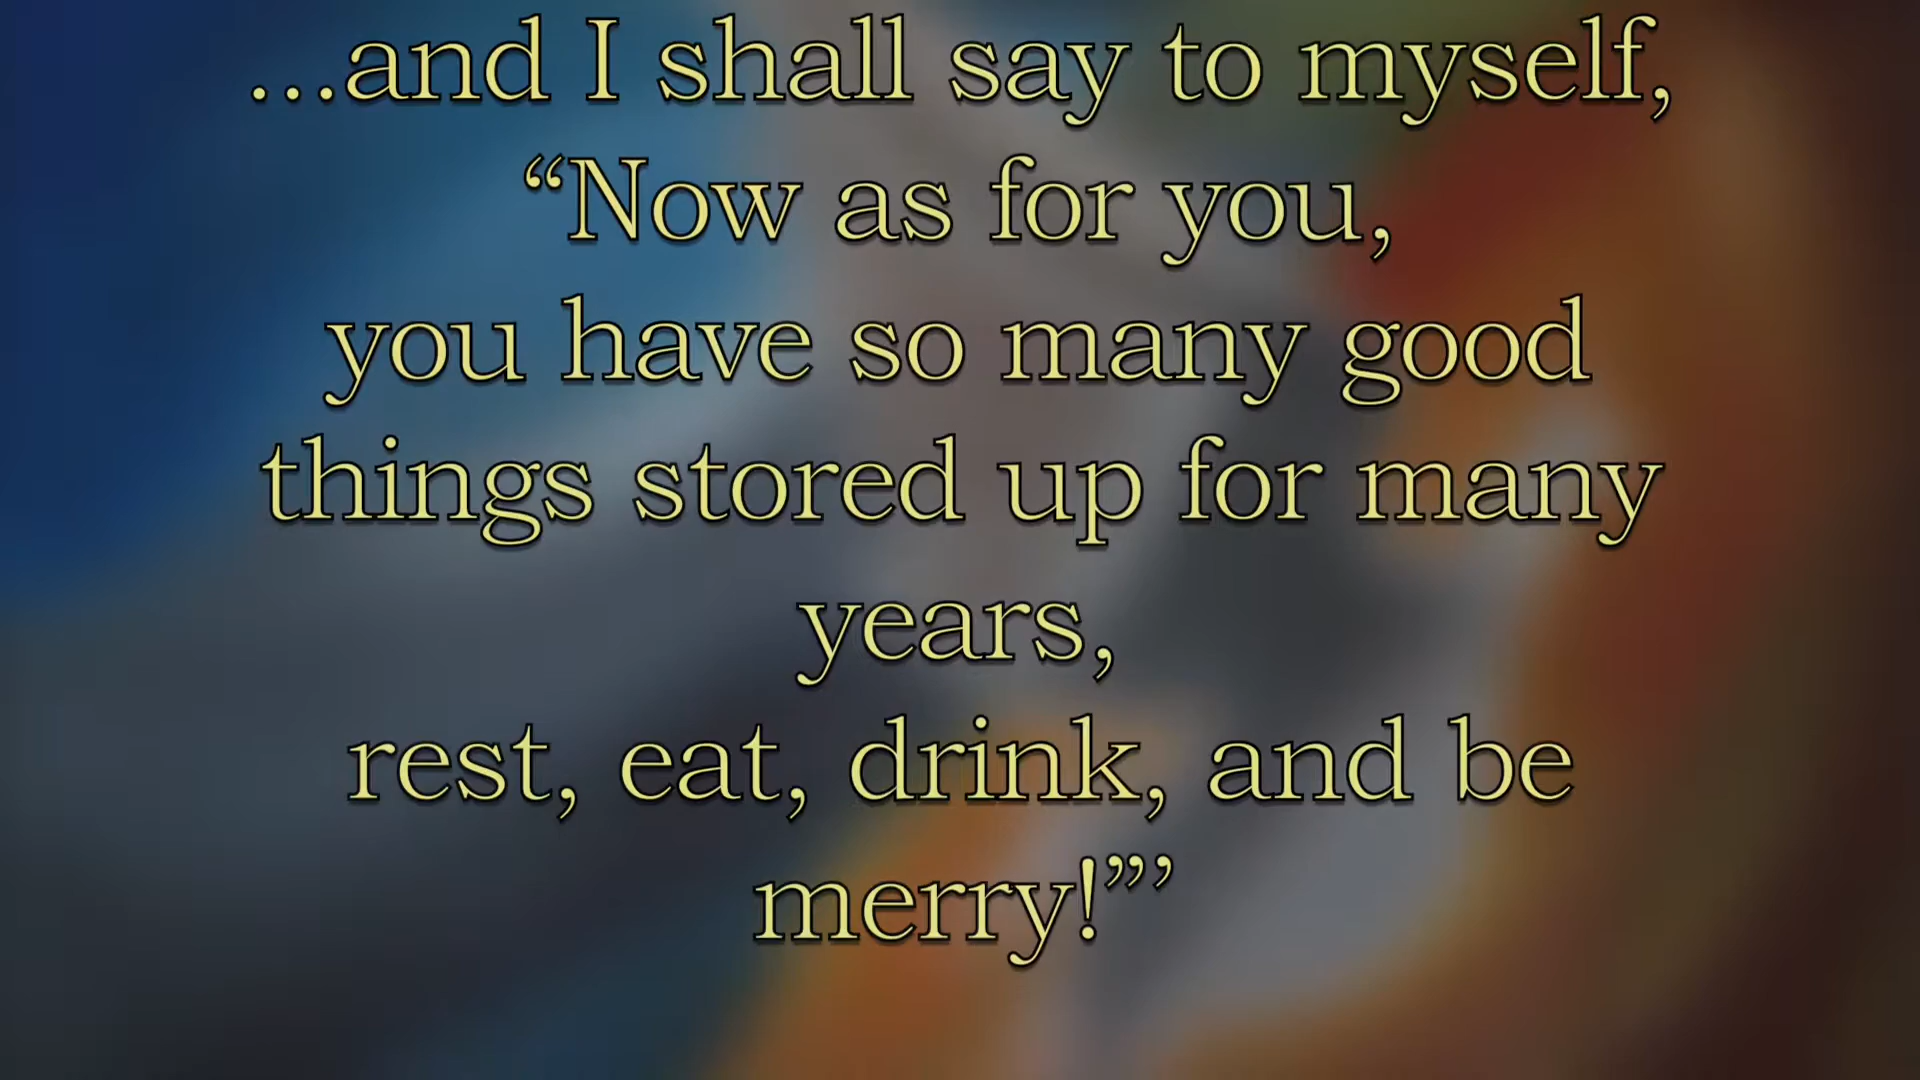 …and I shall say to myself,
“Now as for you,
you have so many good
things stored up for many
years,
rest, eat, drink, and be
merry!”’